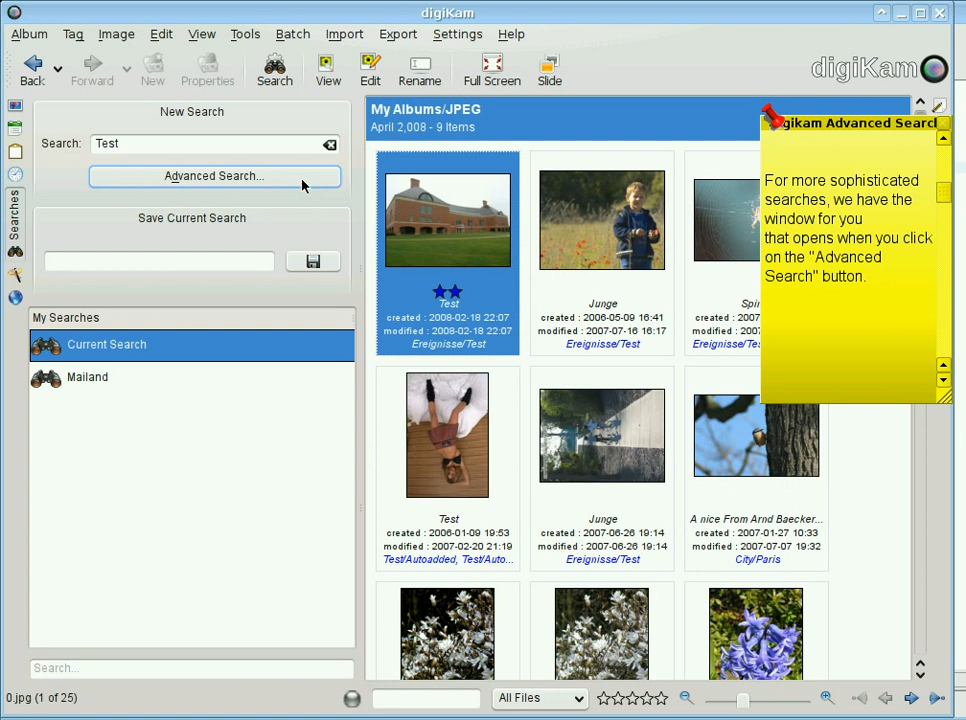 digiKam
Album Tag Image Edit View Tools Batch Import Export Settings Help
Back Forward New Properties Search View Edit Rename Full Screen Slide
digiKam
New Search
Search: Test
Advanced Search...
Save Current Search
Searches
My Searches
Current Search
Mailand
Search...
My Albums/JPEG
April 2,008 - 9 Items
Test
created : 2008-02-18 22:07
modified : 2008-02-18 22:07
Ereignisse/Test
Junge
created : 2006-05-09 16:41
modified : 2007-07-16 16:17
Ereignisse/Test
created : 200
modified : 200
Ereignisse/Te
Test
created : 2006-01-09 19:53
modified : 2007-02-20 21:19
Test/Autoadded, Test/Auto...
Junge
created : 2007-06-26 19:14
modified : 2007-06-26 19:14
Ereignisse/Test
A nice From Arnd Baecker...
created : 2007-01-27 10:33
modified : 2007-07-07 19:32
City/Paris
igikam Advanced Search
For more sophisticated
searches, we have the
window for you
that opens when you click
on the "Advanced
Search" button.
0.jpg (1 of 25)
All Files